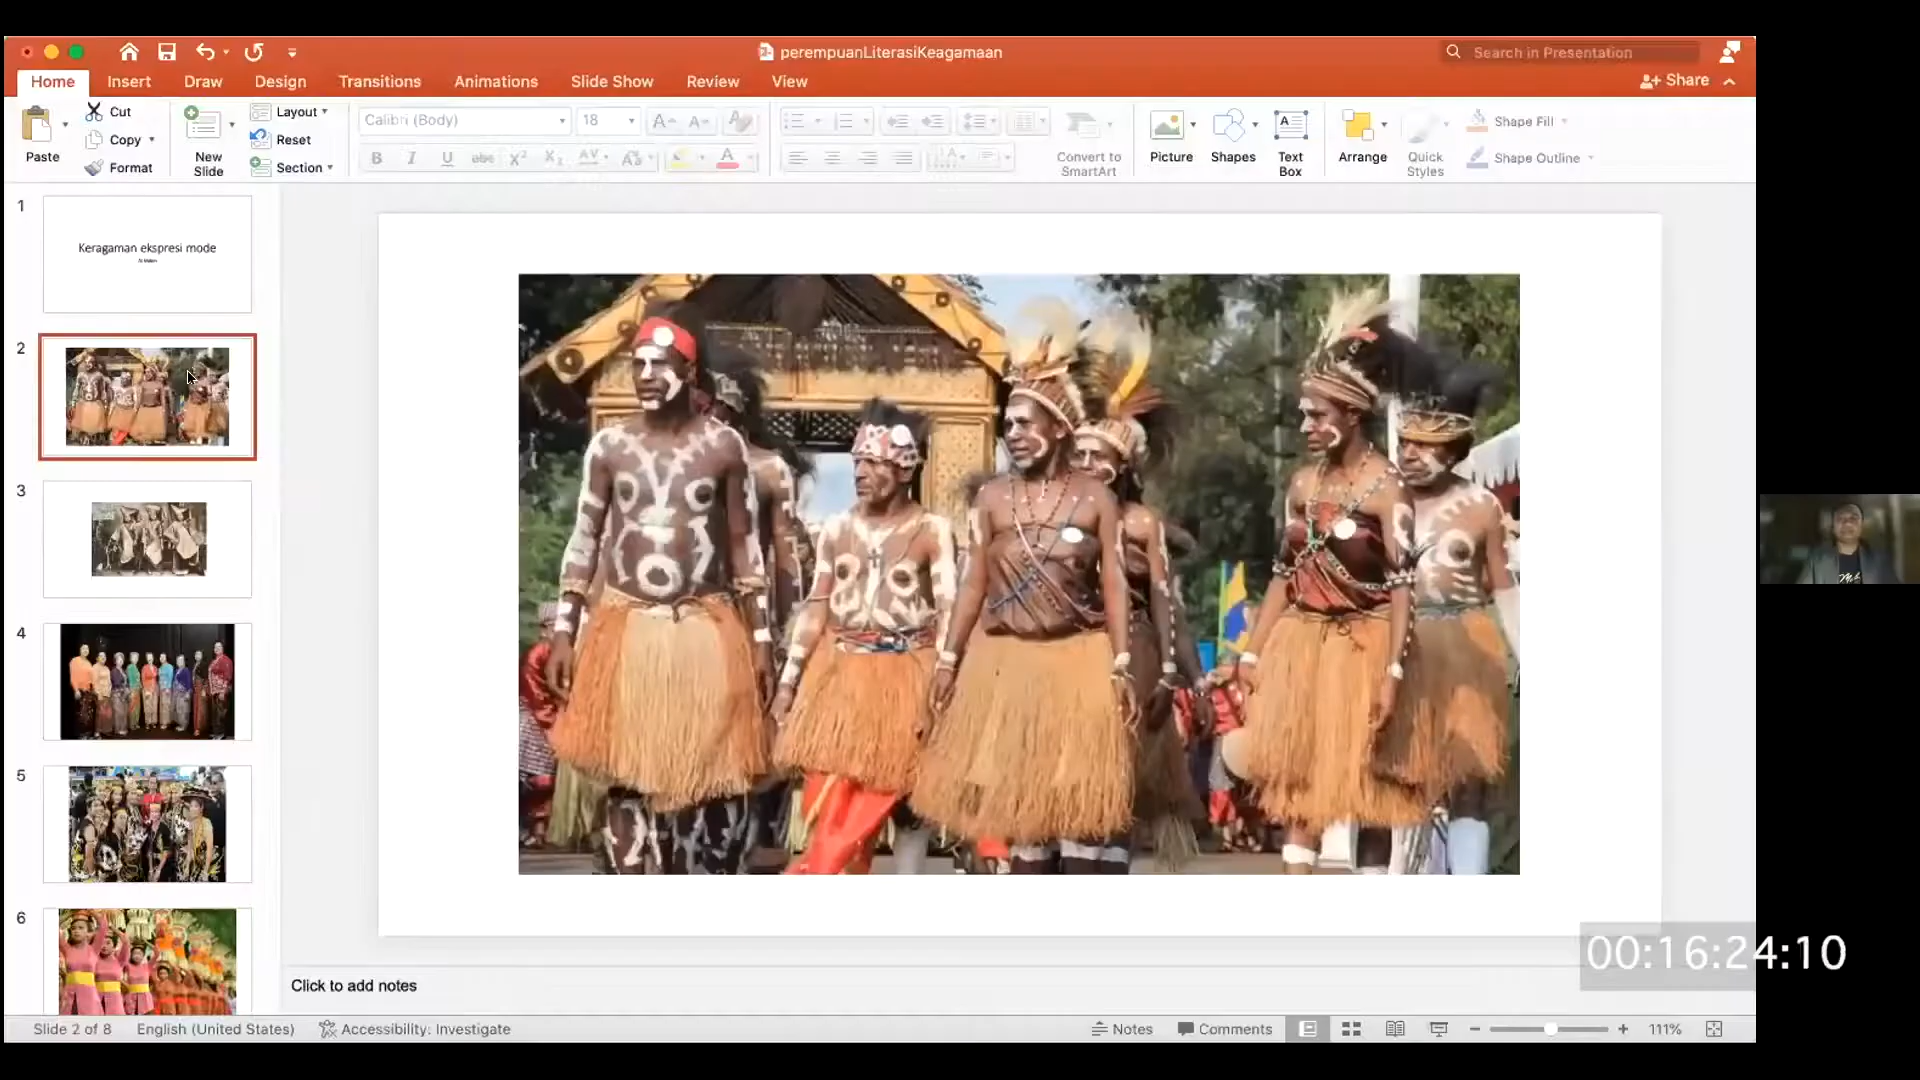 perempuanLiterasiKeagamaan
Search in Presentation
Home Insert Draw Design Transitions Animations Slide Show Review View
Share
Paste
Cut
Copy
Format
New Slide
Layout
Reset
Section
Calibri (Body) 18
Convert to SmartArt
Picture
Shapes
Text Box
Arrange
Quick Styles
Shape Fill
Shape Outline
1
Keragaman ekspresi mode
2
3
4
5
6
00:16:24:10
Click to add notes
Slide 2 of 8 English (United States) Accessibility: Investigate Notes Comments 111%